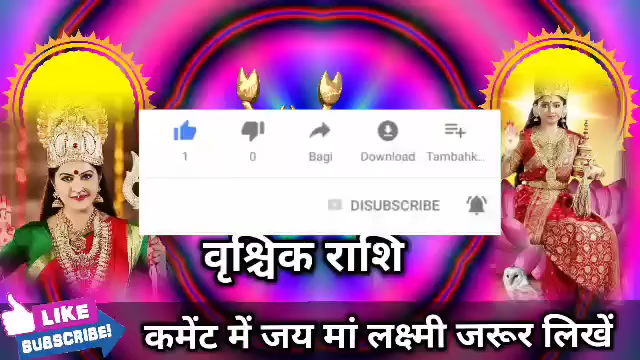 1 0 Bagi Download Tambahk...
DISUBSCRIBE
वृश्चिक राशि
LIKE
SUBSCRIBE!
कमेंट में जय मां लक्ष्मी जरूर लिखें